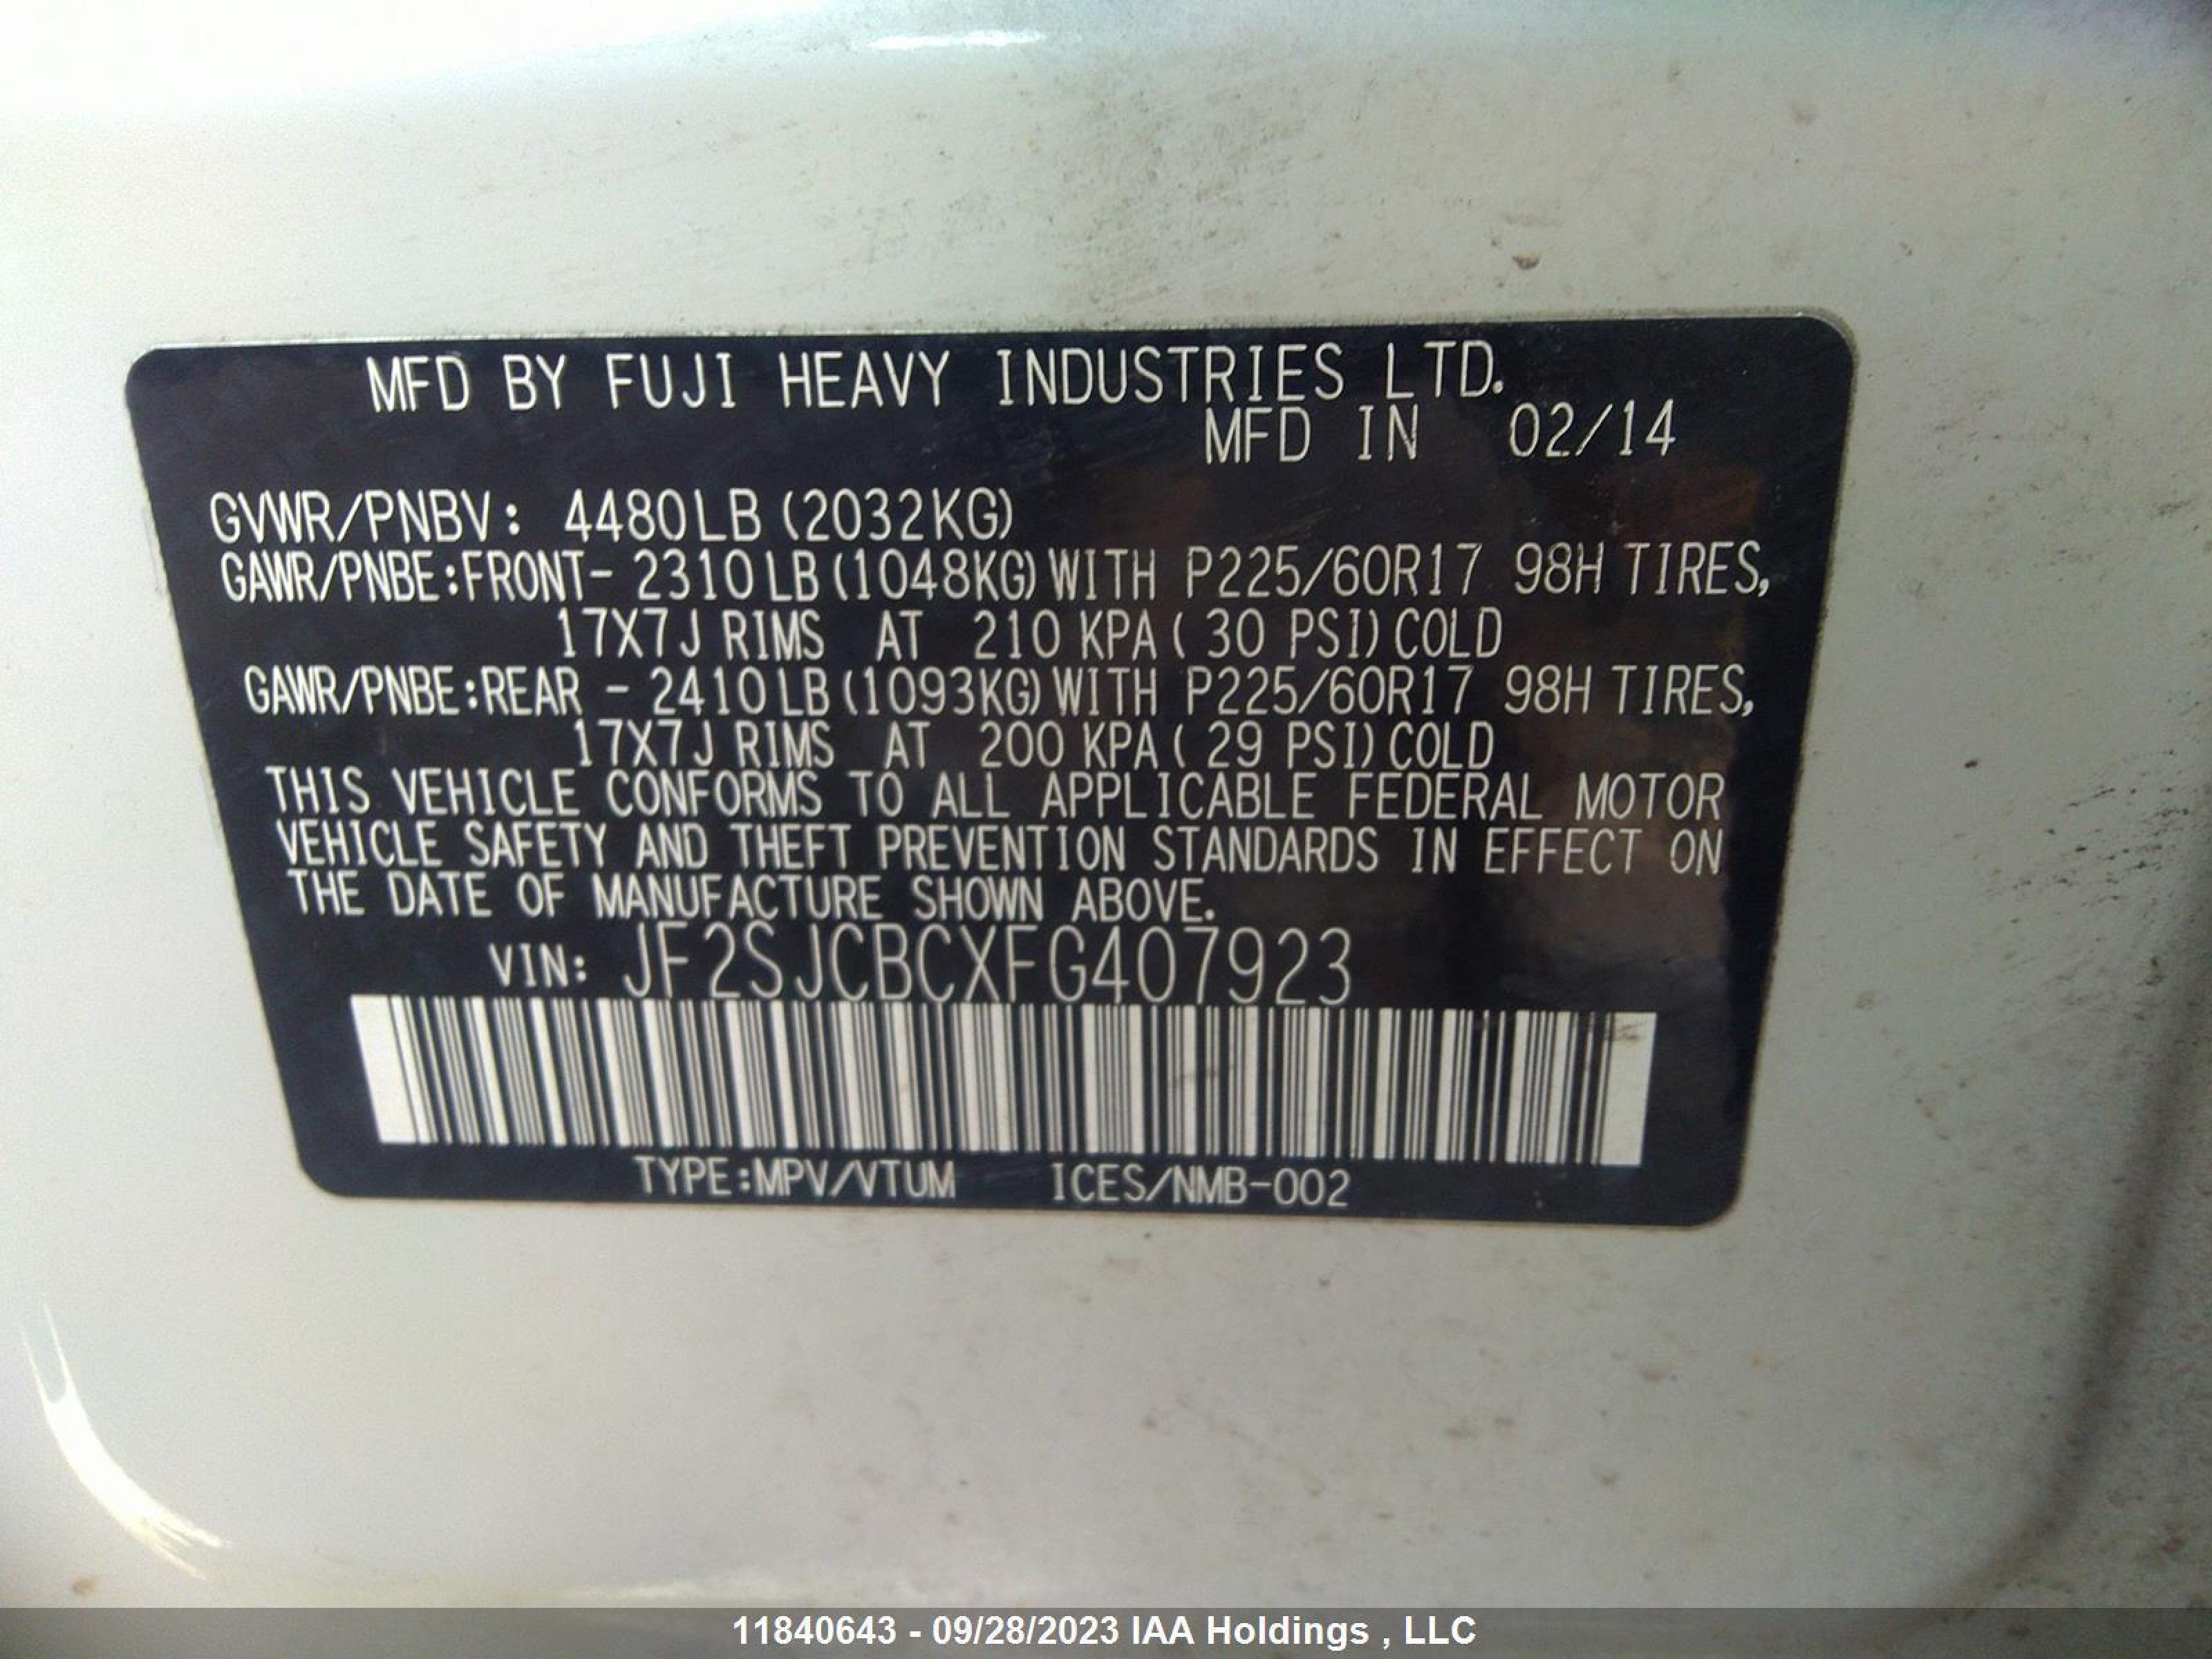 MFD BY FUJI HEAVY INDUSTRIES LTD.
MFD IN 02/14
GVWR/PNBV: 4480LB (2032KG)
GAWR/PNBE:FRONT- 2310LB (1048KG) WITH P225/60R17 98H TIRES,
17X7J RIMS AT 210 KPA ( 30 PSI) COLD
GAWR/PNBE:REAR - 2410LB (1093KG) WITH P225/60R17 98H TIRES,
17X7J RIMS AT 200 KPA ( 29 PSI) COLD
THIS VEHICLE CONFORMS TO ALL APPLICABLE FEDERAL MOTOR
VEHICLE SAFETY AND THEFT PREVENTION STANDARDS IN EFFECT ON
THE DATE OF MANUFACTURE SHOWN ABOVE.
VIN: JF2SJCBCXFG407923
TYPE:MPV/VTUM ICES/NMB-002
11840643 - 09/28/2023 IAA Holdings , LLC